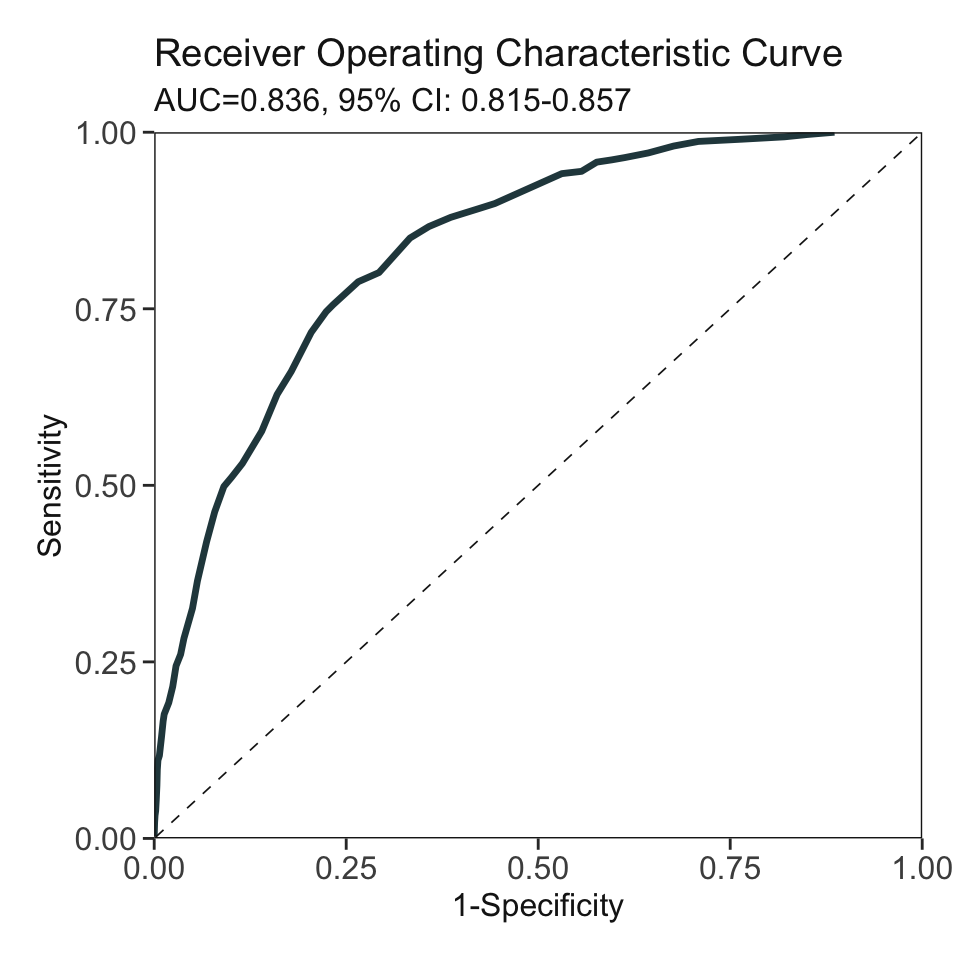 Receiver Operating Characteristic Curve
AUC=0.836, 95% CI: 0.815-0.857
1.00
0.75
0.50
0.25
0.00
Sensitivity
0.00 0.25 0.50 0.75 1.00
1-Specificity